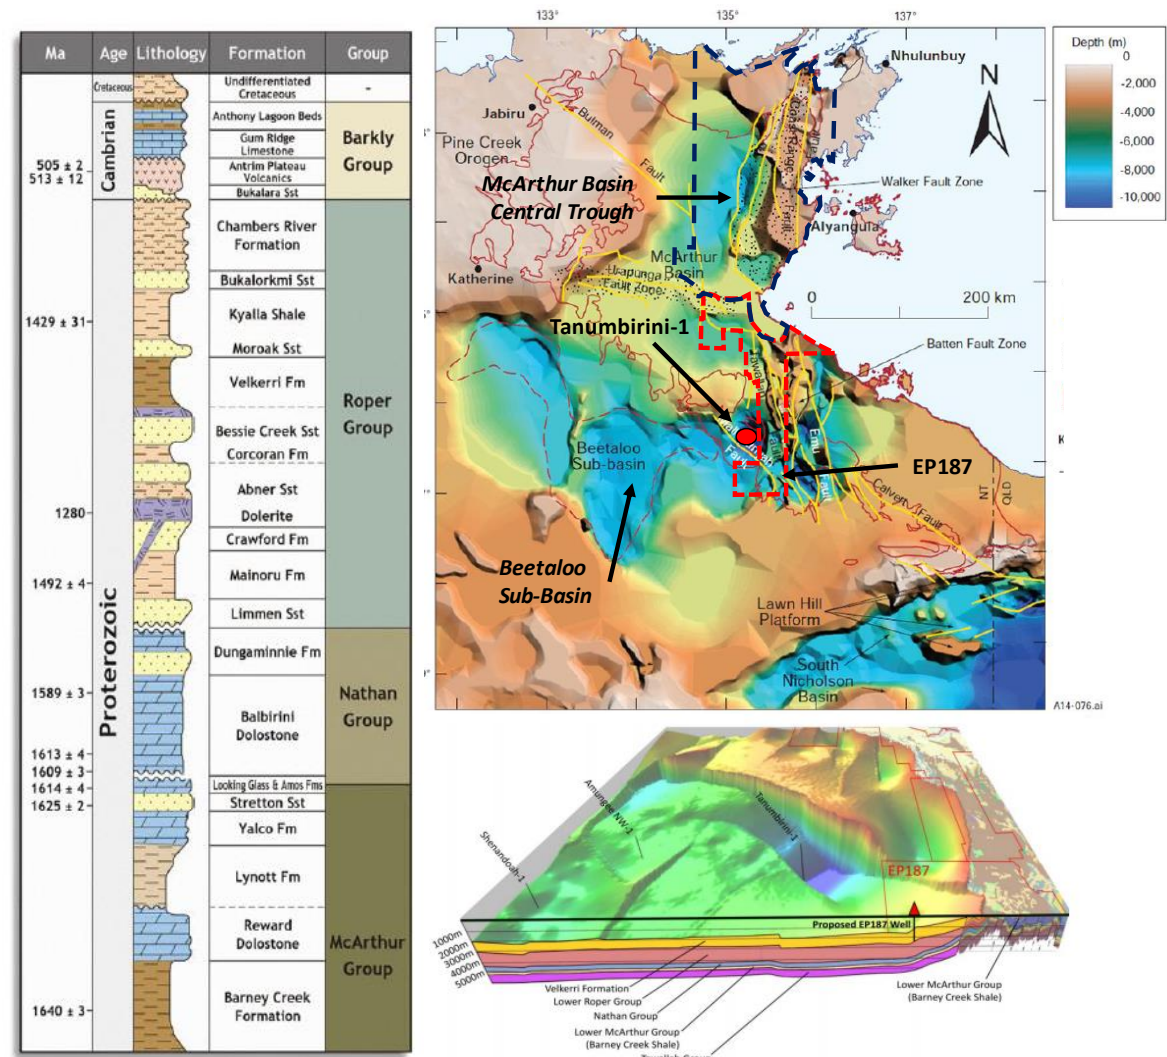 Ma Age Lithology Formation Group
Cretaceous
Undifferentiated
Cretaceous
-
Cambrian
Anthony Lagoon Beds
Gum Ridge
Limestone
Barkly
Group
505 ± 2
513 ± 12
Antrim Plateau
Volcanics
Bukalara Sst
Proterozoic
Chambers River
Formation
Bukalorkmi Sst
Kyalla Shale
1429 ± 31
Moroak Sst
Velkerri Fm
Roper
Group
Bessie Creek Sst
Corcoran Fm
Abner Sst
1280
Dolerite
Crawford Fm
Mainoru Fm
1492 ± 4
Limmen Sst
Dungaminnie Fm
1589 ± 3
Nathan
Group
Balbirini
Dolostone
1613 ± 4
1609 ± 3
1614 ± 4
Looking Glass & Amos Fms
1625 ± 2
Stretton Sst
Yalco Fm
Lynott Fm
Reward
Dolostone
McArthur
Group
Barney Creek
Formation
1640 ± 3
133° 135° 137°
Nhulunbuy
N
Jabiru
Bulman
Fault
Pine Creek
Orogen
McArthur Basin
Central Trough
Walker Fault Zone
Alyangula
McArthur
Basin
Katherine
Urapunga
Fault Zone
0 200 km
Tanumbirini-1
Batten Fault Zone
Beetaloo
Sub-basin
Fault
Emu
Fault
EP187
Calvert Fault
NT
QLD
Beetaloo
Sub-Basin
Lawn Hill
Platform
South
Nicholson
Basin
A14-076.ai
Depth (m)
0
-2,000
-4,000
-6,000
-8,000
-10,000
Amungee NW-1
Tanumbirini-1
Shenandoah-1
EP187
Proposed EP187 Well
1000m
2000m
3000m
4000m
5000m
Velkerri Formation
Lower Roper Group
Nathan Group
Lower McArthur Group
(Barney Creek Shale)
Lower McArthur Group
(Barney Creek Shale)